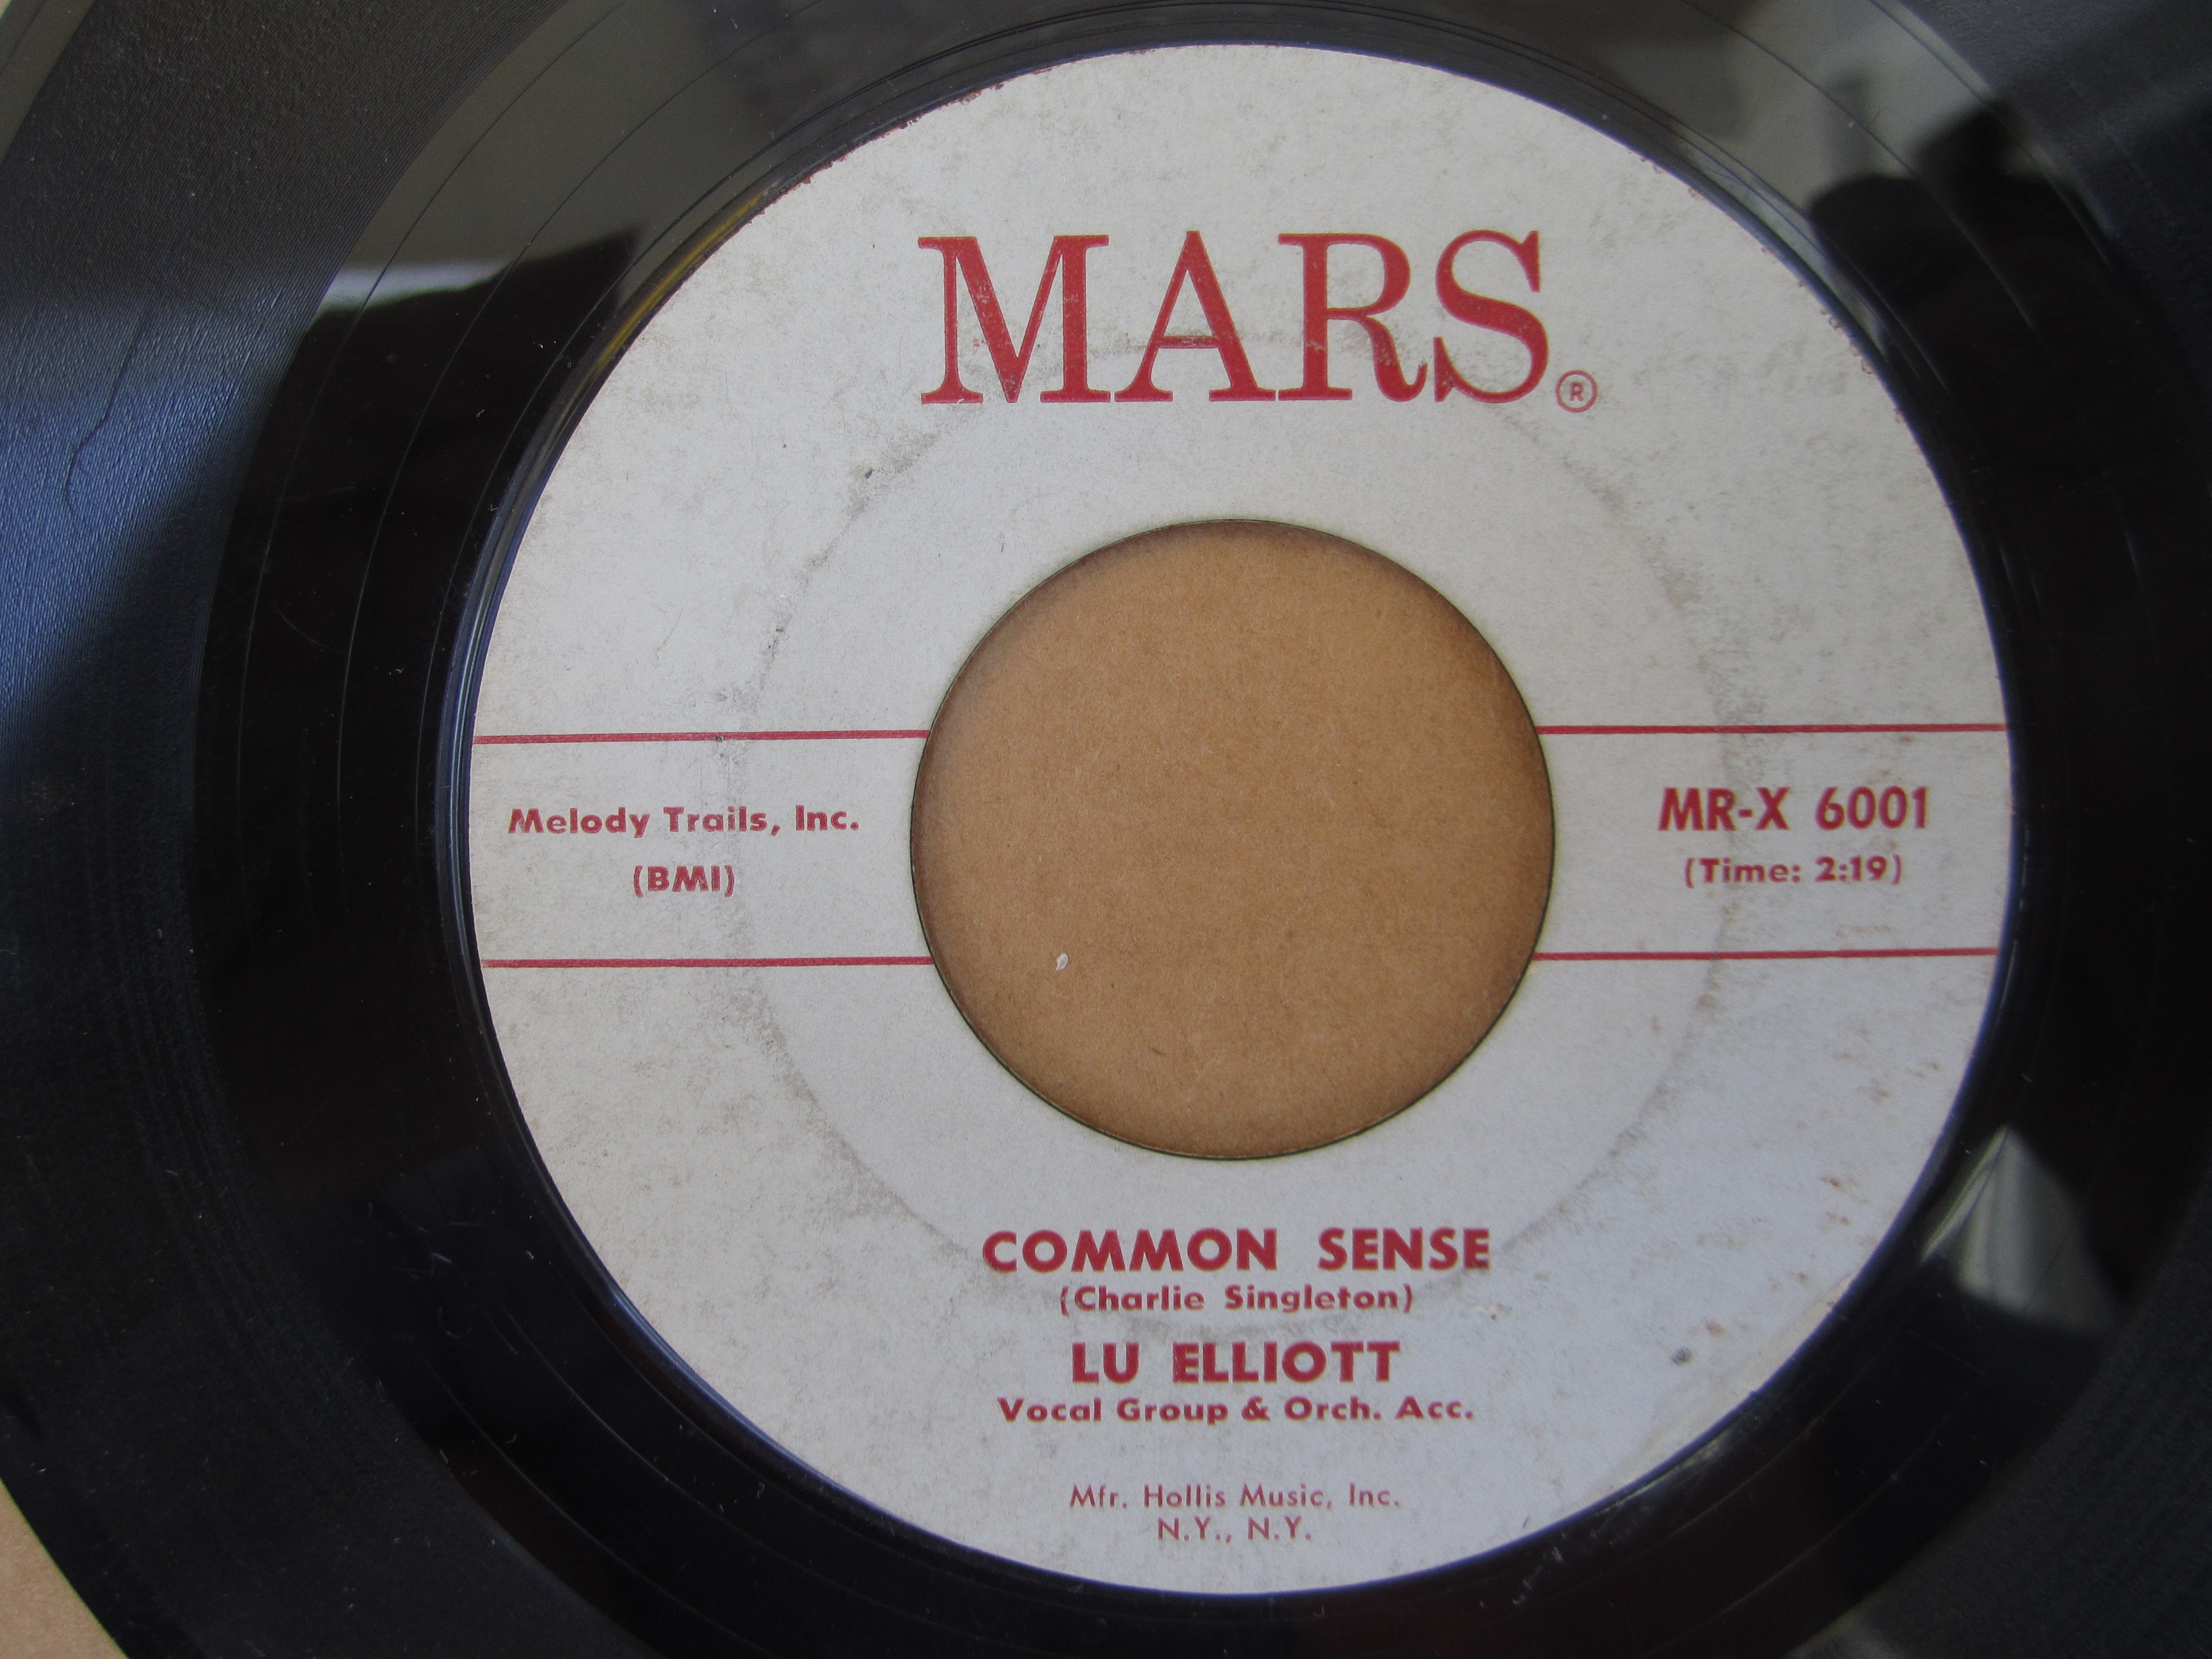 MARS®
Melody Trails, Inc.
(BMI)
MR-X 6001
(Time: 2:19)
COMMON SENSE
(Charlie Singleton)
LU ELLIOTT
Vocal Group & Orch. Acc.
Mfr. Hollis Music, Inc.
N.Y., N.Y.